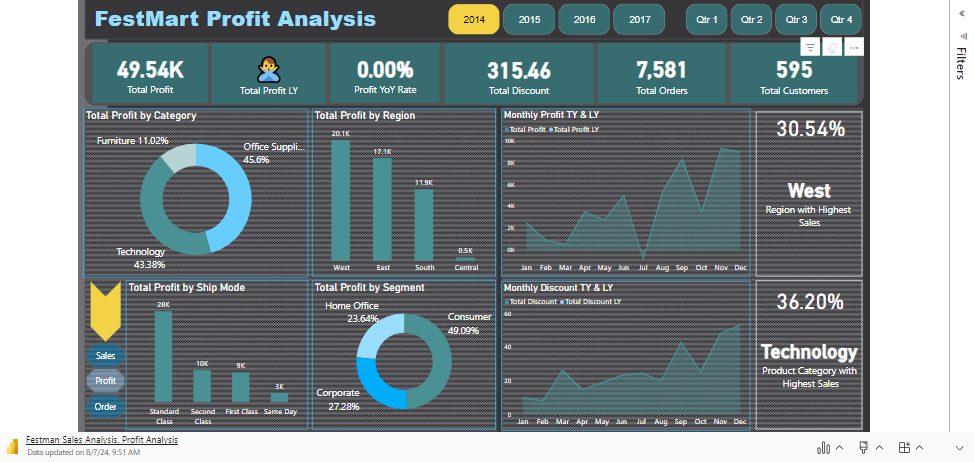 FestMart Profit Analysis
2014
2015
2016
2017
Qtr 1
Qtr 2
Qtr 3
Qtr 4
Filters
49.54K
Total Profit
Total Profit LY
0.00%
Profit YoY Rate
315.46
Total Discount
7,581
Total Orders
595
Total Customers
Total Profit by Category
Furniture 11.02%
Office Suppli...
45.6%
Technology
43.38%
Total Profit by Region
20.1K
17.1K
11.9K
0.5K
West East South Central
Monthly Profit TY & LY
Total Profit Total Profit LY
10K
8K
6K
4K
2K
0K
Jan Feb Mar Apr May Jun Jul Aug Sep Oct Nov Dec
30.54%
West
Region with Highest
Sales
Sales
Profit
Order
Total Profit by Ship Mode
28K
10K
9K
3K
Standard Class
Second Class
First Class
Same Day
Total Profit by Segment
Home Office
23.64%
Consumer
49.09%
Corporate
27.28%
Monthly Discount TY & LY
Total Discount Total Discount LY
60
40
20
0
Jan Feb Mar Apr May Jun Jul Aug Sep Oct Nov Dec
36.20%
Technology
Product Category with
Highest Sales
Festman Sales Analysis. Profit Analysis
Data updated on 8/7/24, 9:51 AM